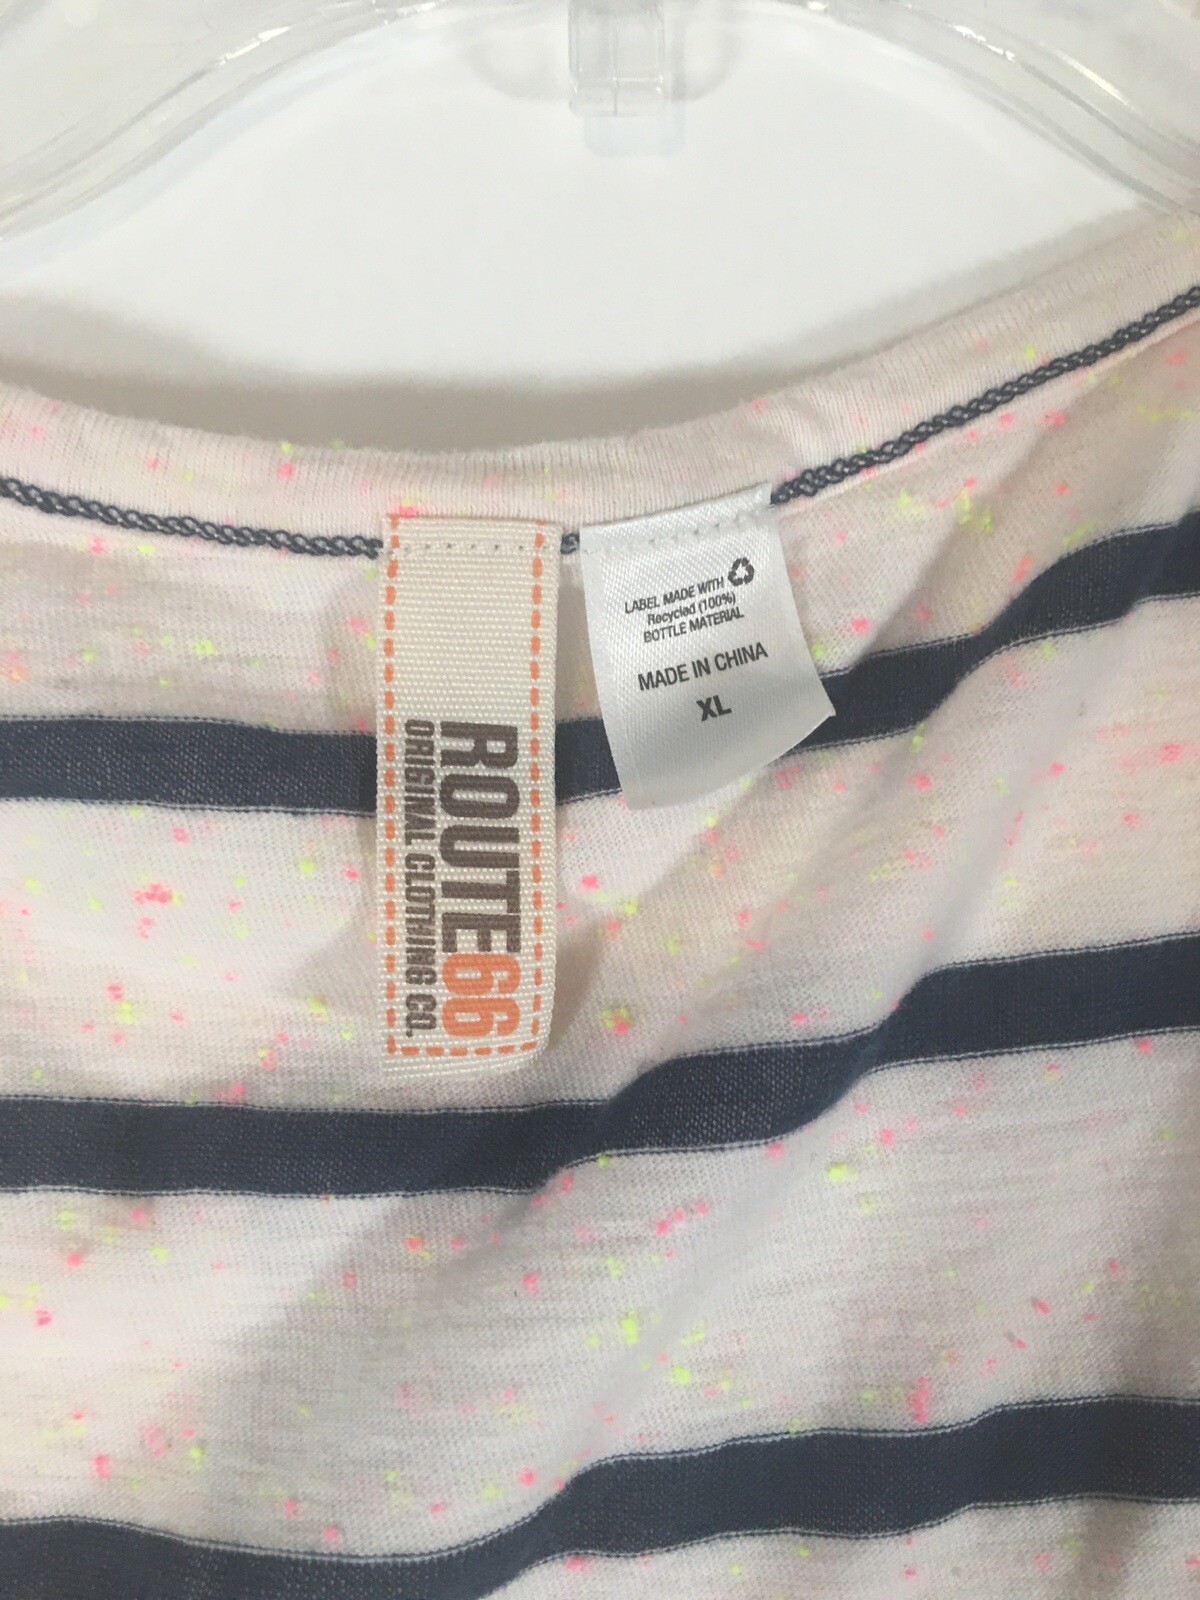 ROUTE66
ORIGINAL CLOTHING CO.
LABEL MADE WITH
Recycled (100%)
BOTTLE MATERIAL
MADE IN CHINA
XL